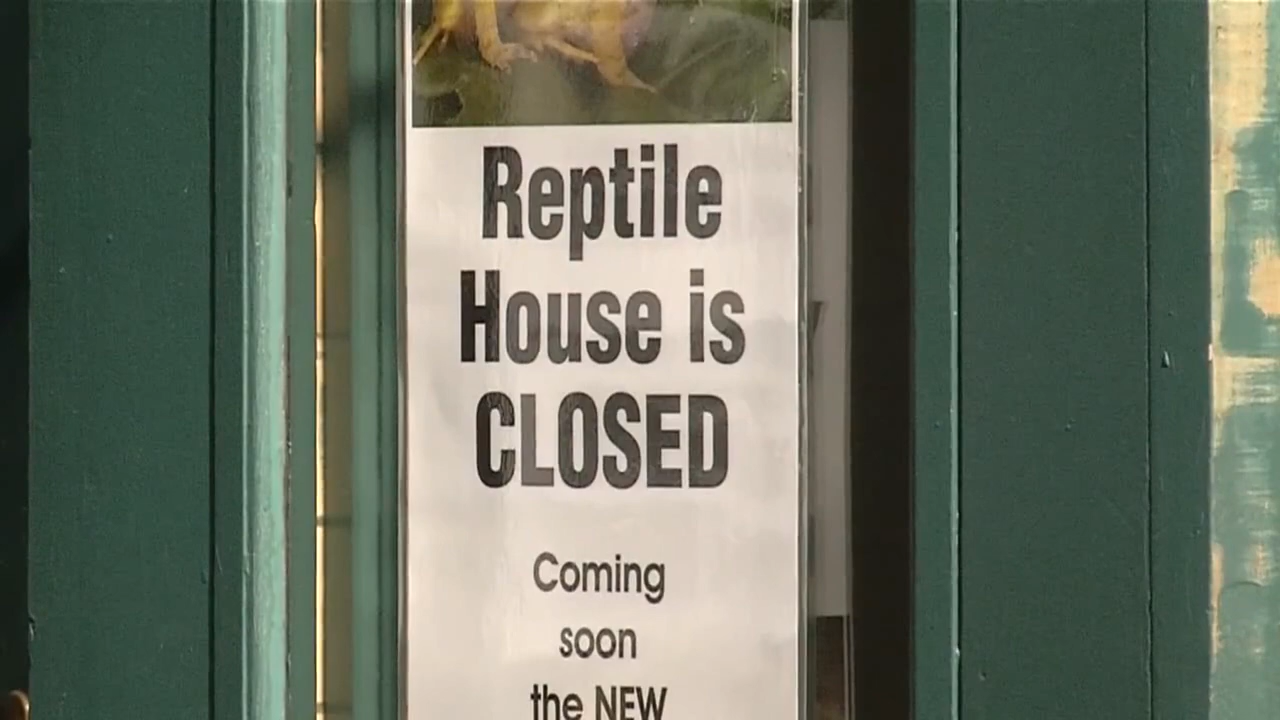 Reptile
House is
CLOSED
Coming
soon
the NEW